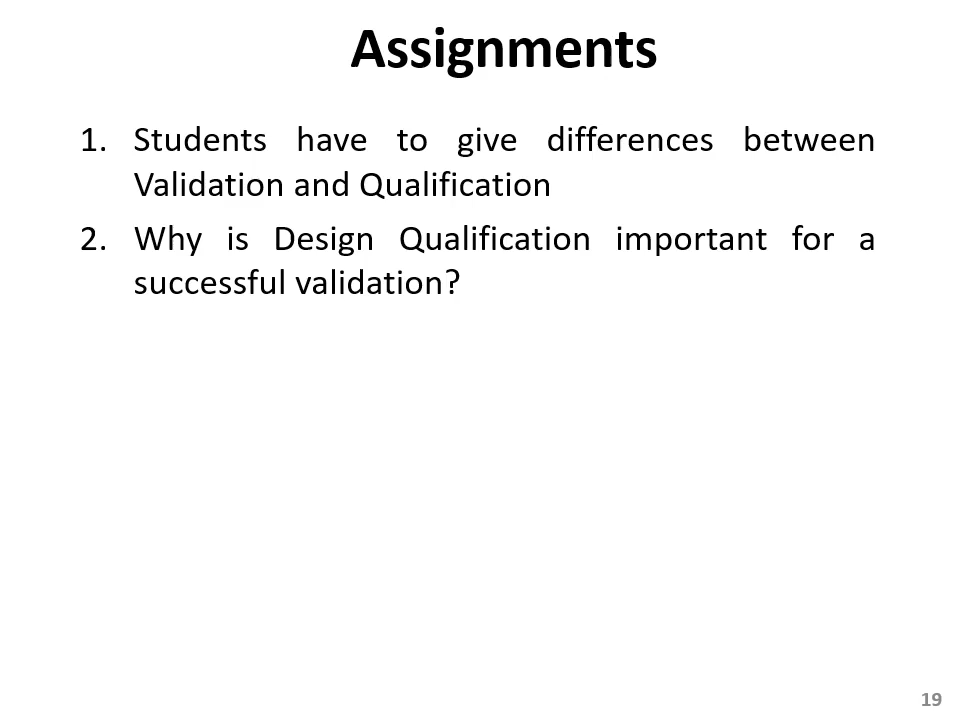 Assignments
1. Students have to give differences between
Validation and Qualification
2. Why is Design Qualification important for a
successful validation?
19